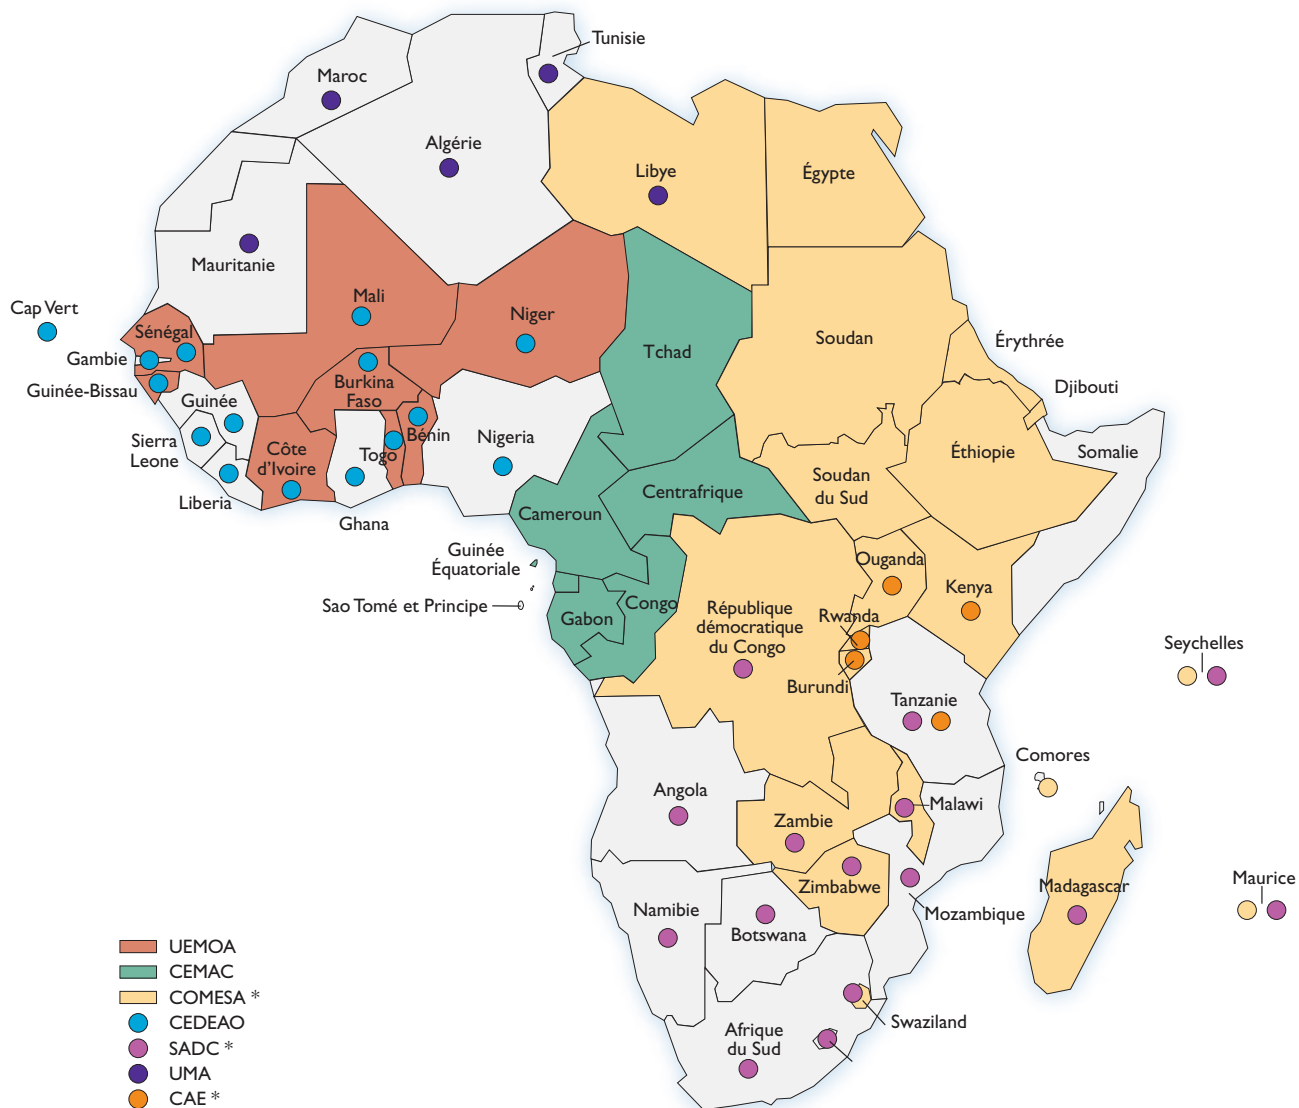 Tunisie
Maroc
Algérie
Libye
Égypte
Mauritanie
Cap Vert
Mali
Niger
Sénégal
Tchad
Soudan
Érythrée
Gambie
Djibouti
Guinée-Bissau
Burkina
Faso
Guinée
Sierra
Leone
Côte
d'Ivoire
Togo
Bénin
Nigeria
Éthiopie
Somalie
Soudan
du Sud
Liberia
Ghana
Centrafrique
Cameroun
Guinée
Équatoriale
Ouganda
Kenya
Sao Tomé et Principe
Gabon
Congo
République
démocratique
du Congo
Rwanda
Seychelles
Burundi
Tanzanie
Comores
Angola
Malawi
Zambie
Zimbabwe
Madagascar
Maurice
Namibie
Botswana
Mozambique
Swaziland
Afrique
du Sud
UEMOA
CEMAC
COMESA *
CEDEAO
SADC *
UMA
CAE *